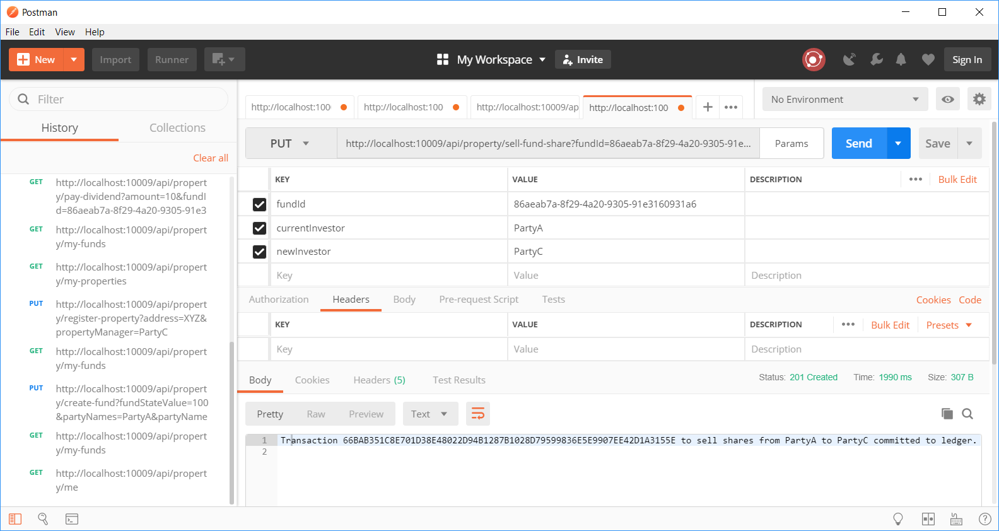 Postman
File Edit View Help
New Import Runner My Workspace Invite Sign In
Filter
History Collections
Clear all
GET http://localhost:10009/api/propert
y/pay-dividend?amount=10&fundI
d=86aeab7a-8f29-4a20-9305-91e3
GET http://localhost:10009/api/propert
y/my-funds
GET http://localhost:10009/api/propert
y/my-properties
PUT http://localhost:10009/api/propert
y/register-property?address=XYZ&
propertyManager=PartyC
GET http://localhost:10009/api/propert
y/my-funds
PUT http://localhost:10009/api/propert
y/create-fund?fundStateValue=100
&partyNames=PartyA&partyName
GET http://localhost:10009/api/propert
y/my-funds
GET http://localhost:10009/api/propert
y/me
http://localhost:100 http://localhost:100 http://localhost:10009/ap http://localhost:100
No Environment
PUT http://localhost:10009/api/property/sell-fund-share?fundId=86aeab7a-8f29-4a20-9305-91e... Params Send Save
KEY VALUE DESCRIPTION ••• Bulk Edit
fundId 86aeab7a-8f29-4a20-9305-91e3160931a6
currentInvestor PartyA
newInvestor PartyC
Key Value Description
Authorization Headers Body Pre-request Script Tests Cookies Code
KEY VALUE DESCRIPTION ••• Bulk Edit Presets
Key Value Description
Body Cookies Headers (5) Test Results Status: 201 Created Time: 1990 ms Size: 307 B
Pretty Raw Preview Text
1 Transaction 66BAB351C8E701D38E48022D94B1287B1028D79599836E5E9907EE42D1A3155E to sell shares from PartyA to PartyC committed to ledger.
2